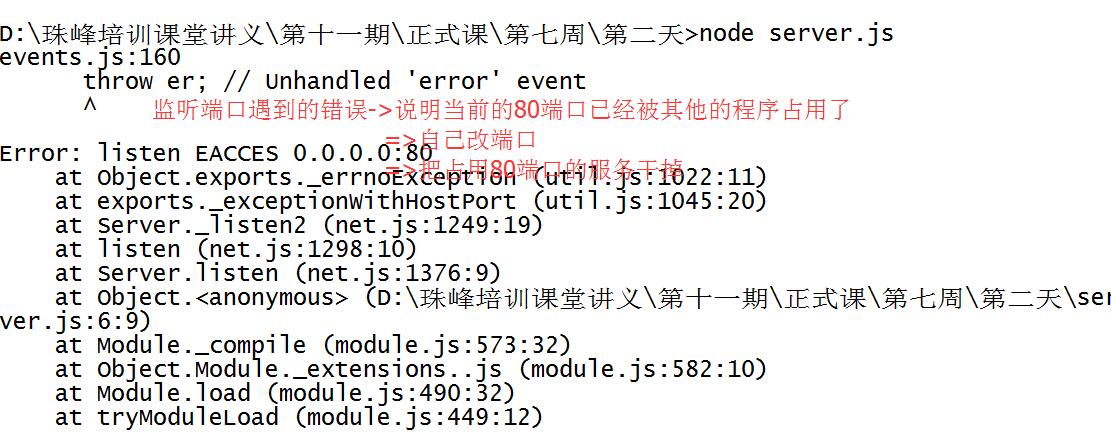 D:\珠峰培训课堂讲义\第十一期\正式课\第七周\第二天>node server.js
events.js:160
throw er; // Unhandled 'error' event
^
监听端口遇到的错误->说明当前的80端口已经被其他的程序占用了
=>自己改端口
Error: listen EACCES 0.0.0.0:80
=>把占用80端口的服务干掉
at Object.exports._errnoException (util.js:1022:11)
at exports._exceptionWithHostPort (util.js:1045:20)
at Server._listen2 (net.js:1249:19)
at listen (net.js:1298:10)
at Server.listen (net.js:1376:9)
at Object.<anonymous> (D:\珠峰培训课堂讲义\第十一期\正式课\第七周\第二天\ser
ver.js:6:9)
at Module._compile (module.js:573:32)
at Object.Module._extensions..js (module.js:582:10)
at Module.load (module.js:490:32)
at tryModuleLoad (module.js:449:12)